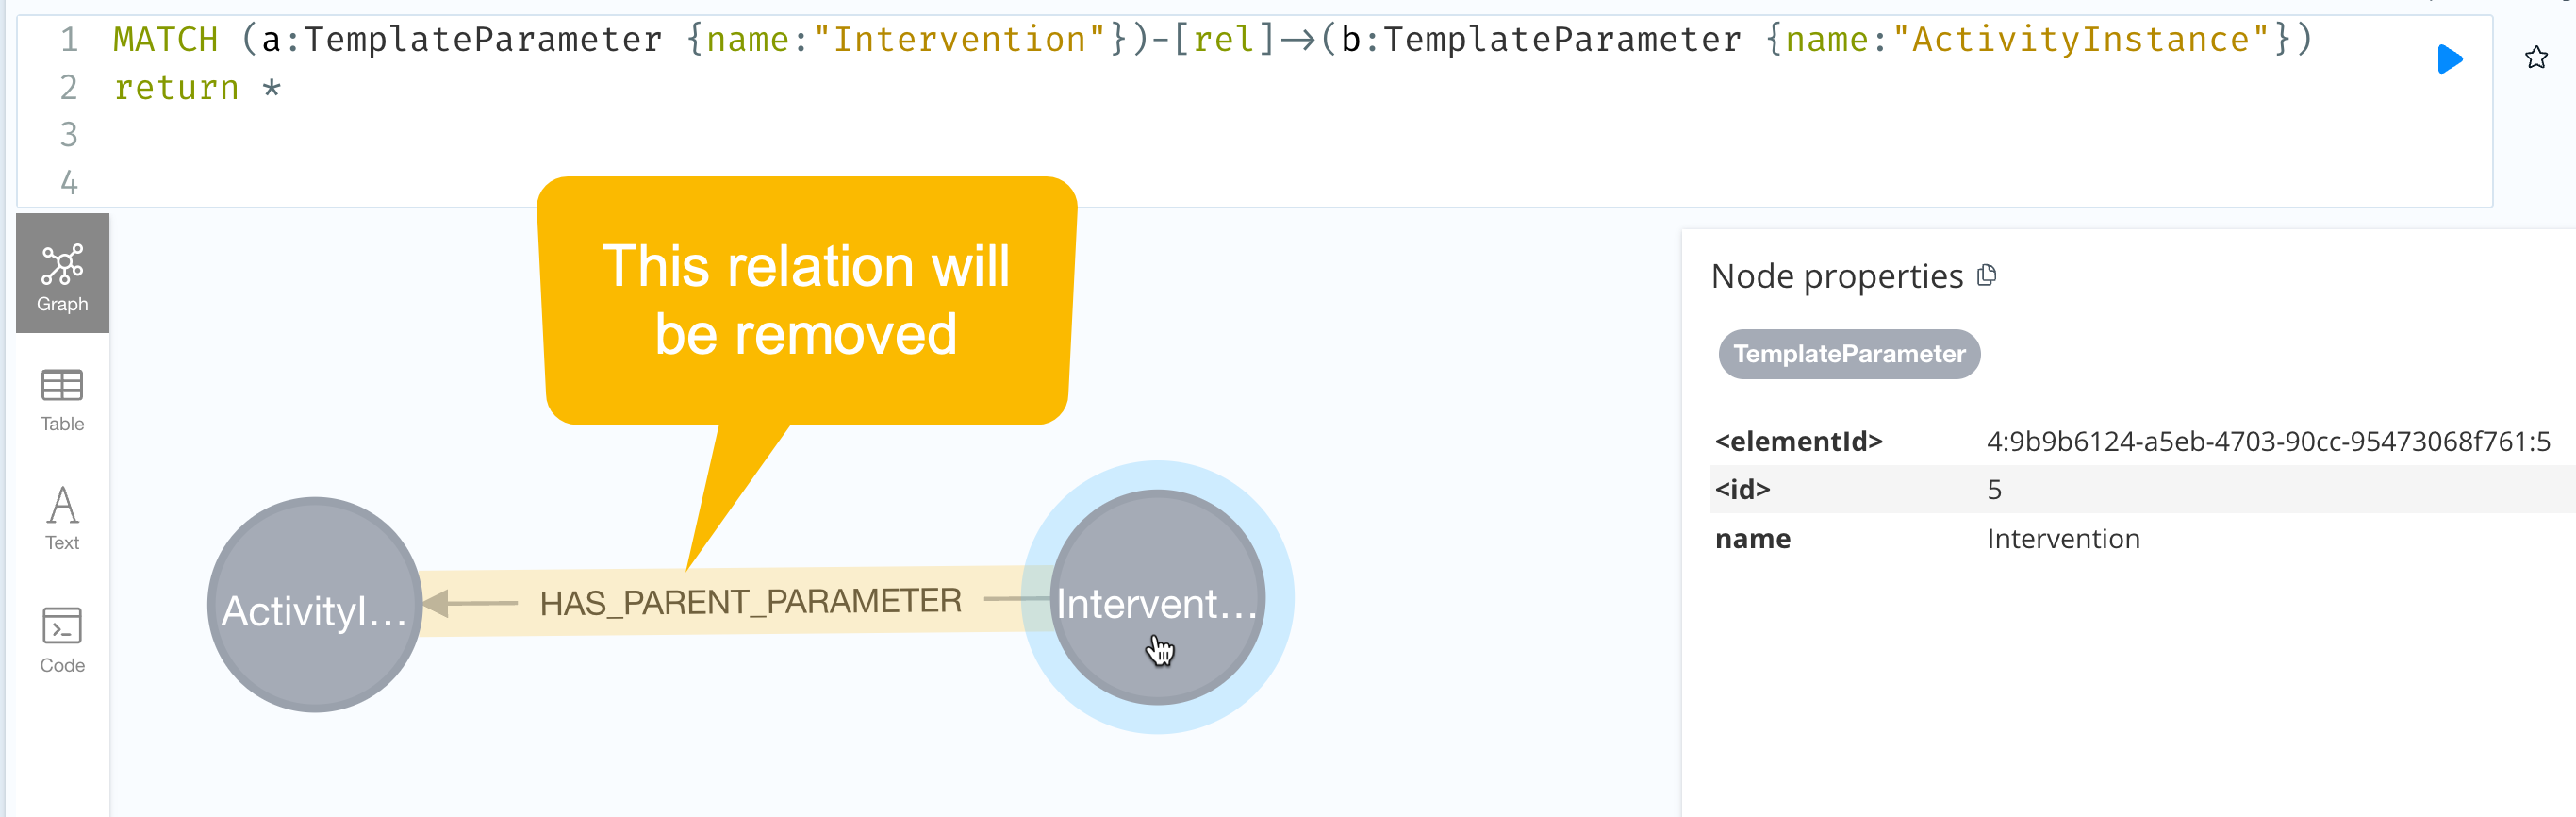 1 MATCH (a:TemplateParameter {name:"Intervention"})-[rel]->(b:TemplateParameter {name:"ActivityInstance"})
2 return *
3
4
This relation will
be removed
Graph
Table
Text
Code
ActivityI...
HAS_PARENT_PARAMETER
Intervent...
Node properties
TemplateParameter
<elementId> 4:9b9b6124-a5eb-4703-90cc-95473068f761:5
<id> 5
name Intervention